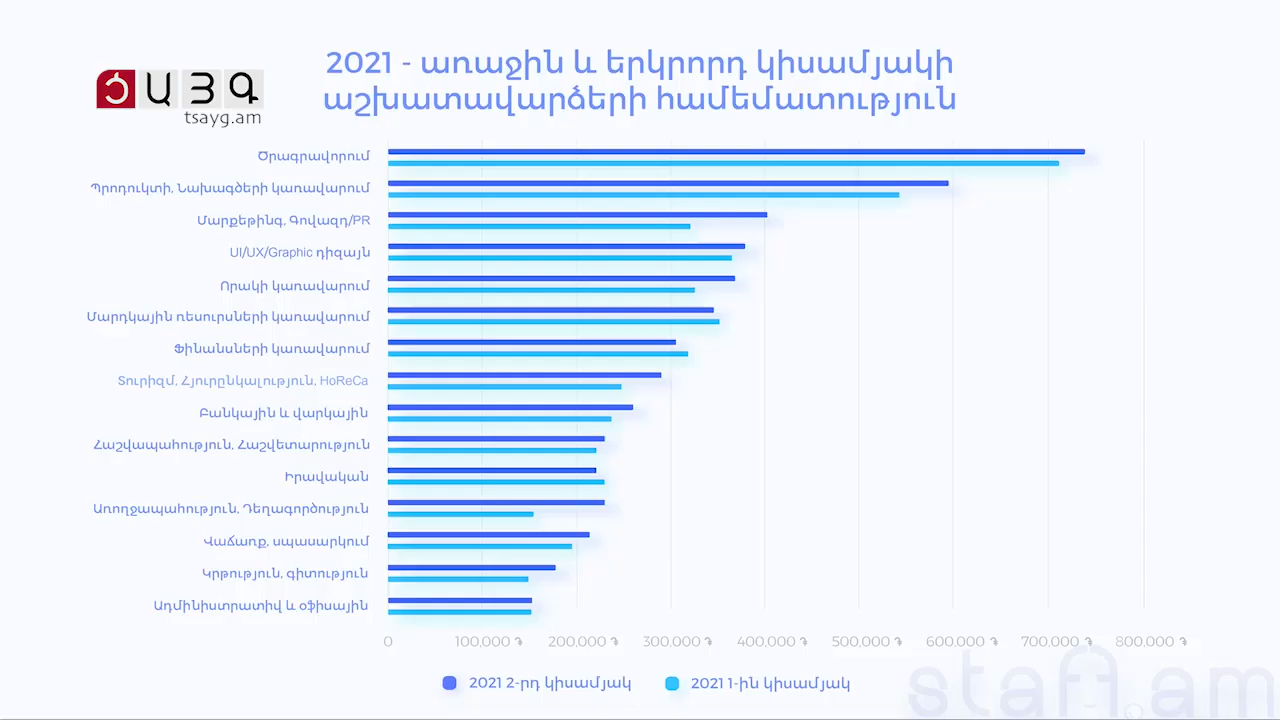 2021 - առաջին և երկրորդ կիսամյակի
աշխատավարձերի համեմատություն
ՅԱՅԳ
tsayg.am
Ծրագրավորում
Պրոդուկտի, Նախագծերի կառավարում
Մարքեթինգ, Գովազդ/PR
UI/UX/Graphic դիզայն
Որակի կառավարում
Մարդկային ռեսուրսների կառավարում
Ֆինանսների կառավարում
Տուրիզմ, Հյուրընկալություն, HoReCa
Բանկային և վարկային
Հաշվապահություն, Հաշվետարություն
Իրավական
Առողջապահություն, Դեղագործություն
Վաճառք, սպասարկում
Կրթություն, գիտություն
Ադմինիստրատիվ և օֆիսային
0 100,000 ֏ 200,000 ֏ 300,000 ֏ 400,000 ֏ 500,000 ֏ 600,000 ֏ 700,000 ֏ 800,000 ֏
2021 2-րդ կիսամյակ 2021 1-ին կիսամյակ
staff.am